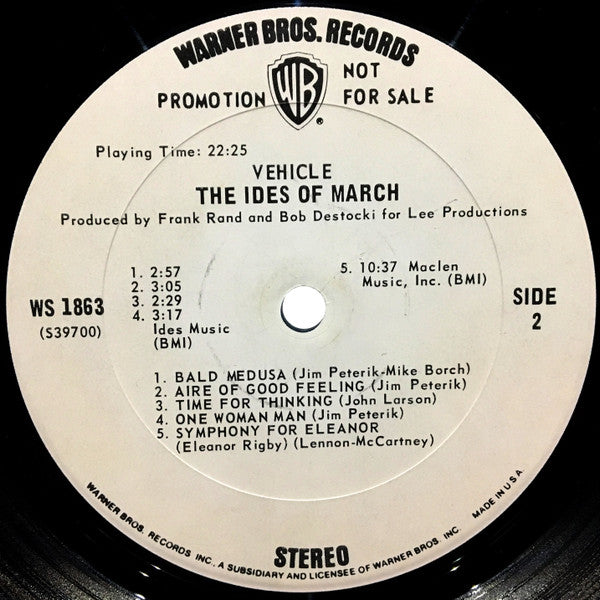 WARNER BROS. RECORDS
PROMOTION NOT FOR SALE
WB
®
Playing Time: 22:25
VEHICLE
THE IDES OF MARCH
Produced by Frank Rand and Bob Destocki for Lee Productions
1. 2:57
2. 3:05
3. 2:29
4. 3:17
Ides Music
(BMI)
5. 10:37 Maclen
Music, Inc. (BMI)
WS 1863
(S39700)
SIDE
2
1. BALD MEDUSA (Jim Peterik-Mike Borch)
2. AIRE OF GOOD FEELING (Jim Peterik)
3. TIME FOR THINKING (John Larson)
4. ONE WOMAN MAN (Jim Peterik)
5. SYMPHONY FOR ELEANOR
(Eleanor Rigby) (Lennon-McCartney)
STEREO
WARNER BROS. RECORDS INC. A SUBSIDIARY AND LICENSEE OF WARNER BROS. INC. MADE IN U.S.A.